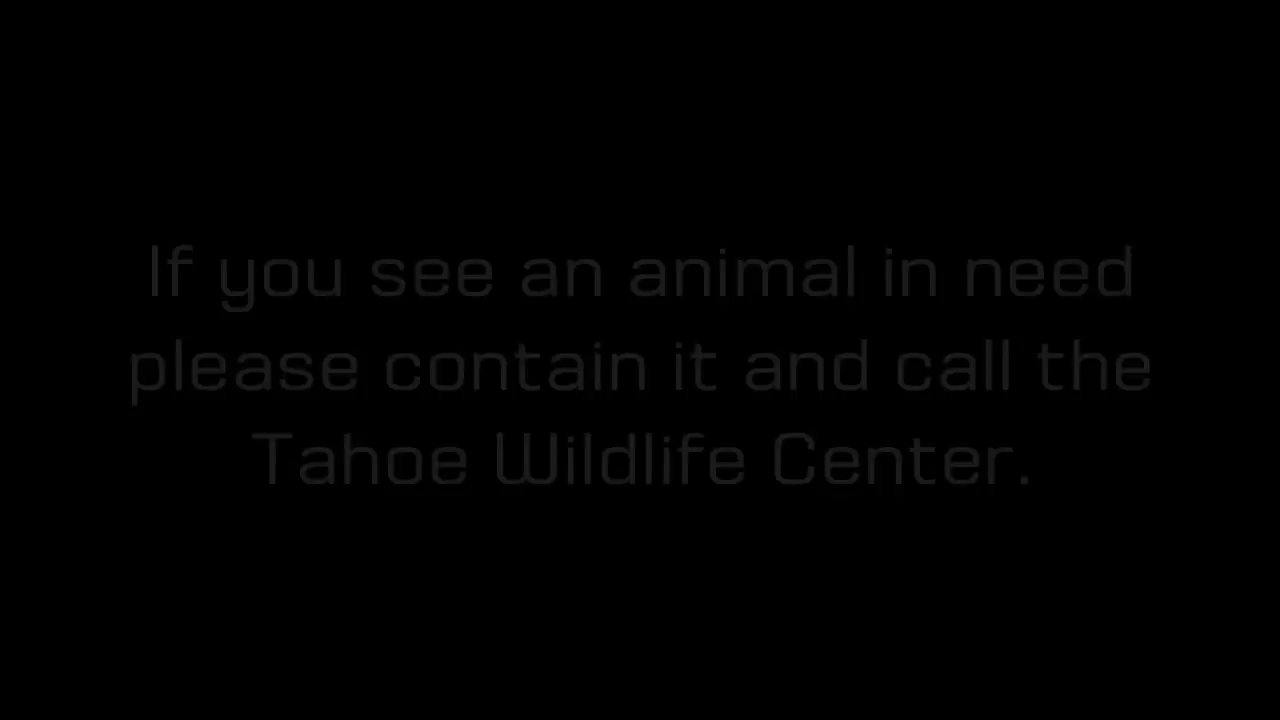 If you see an animal in need
please contain it and call the
Tahoe Wildlife Center.